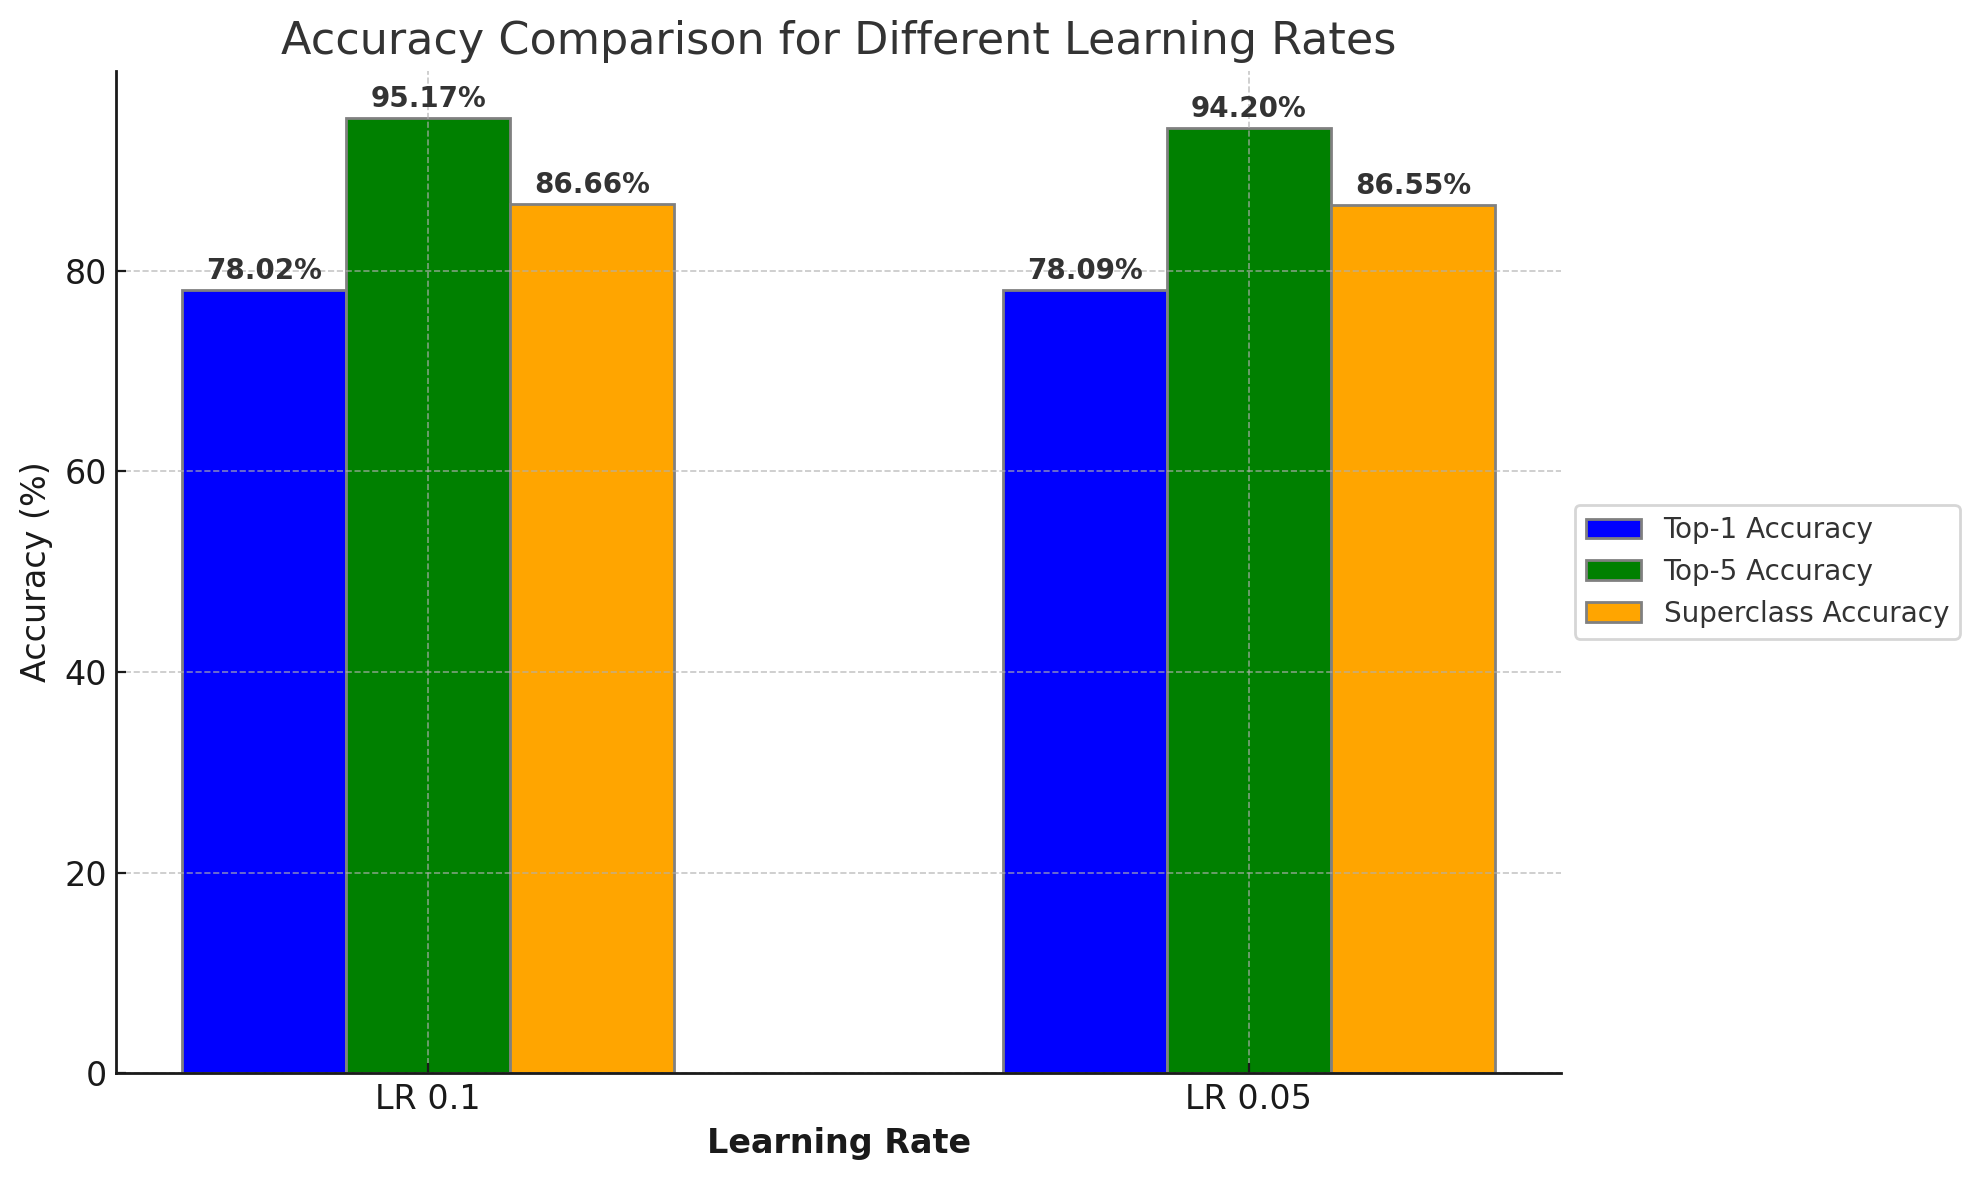 Accuracy Comparison for Different Learning Rates
95.17%
94.20%
86.66%
86.55%
78.02%
78.09%
80
60
40
20
0
Accuracy (%)
LR 0.1
LR 0.05
Learning Rate
Top-1 Accuracy
Top-5 Accuracy
Superclass Accuracy